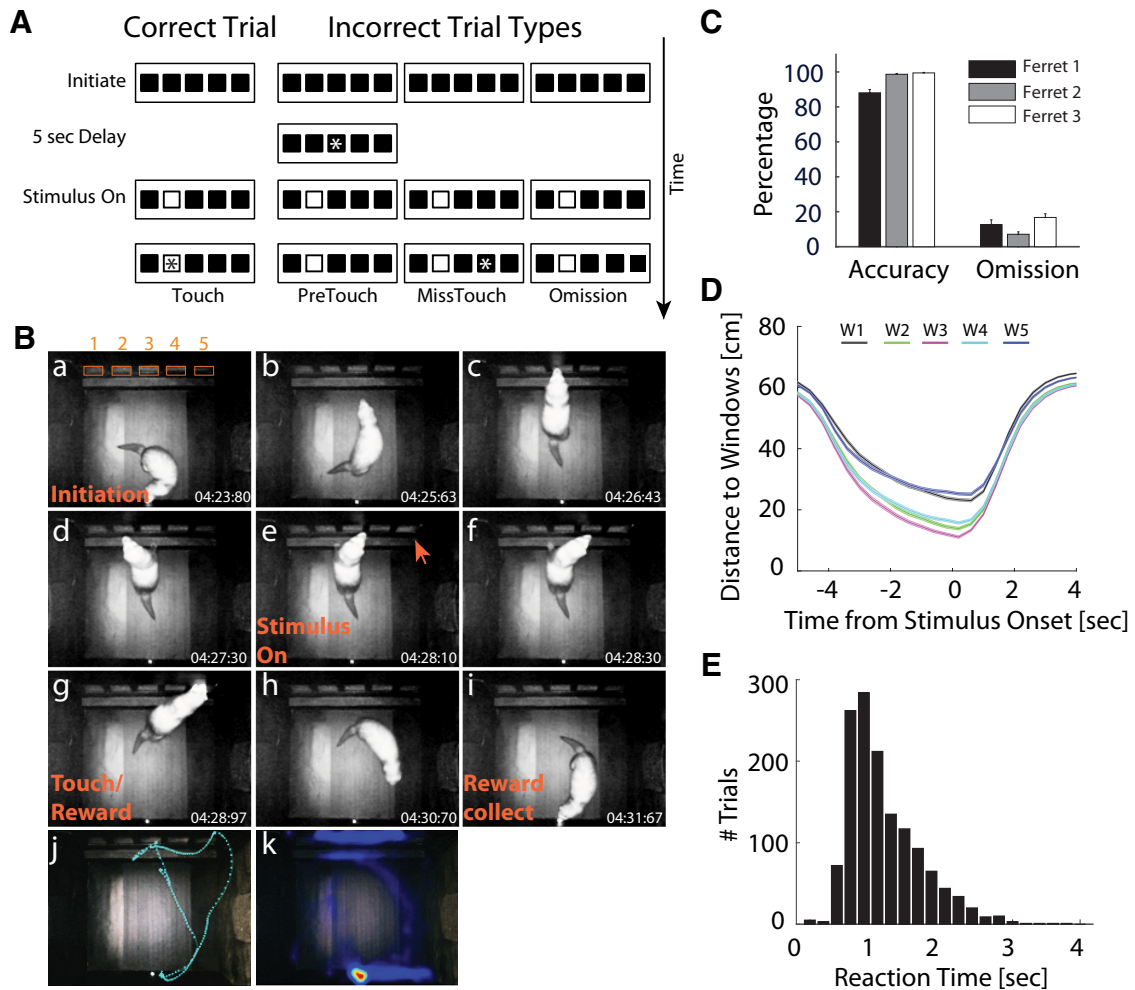 A
Correct Trial
Incorrect Trial Types
Initiate
5 sec Delay
*
Stimulus On
* *
Touch
PreTouch
MissTouch
Omission
Time
B
1 2 3 4 5
a
Initiation
04:23:80
b
04:25:63
c
04:26:43
d
04:27:30
e
Stimulus
On
04:28:10
f
04:28:30
g
Touch/
Reward
04:28:97
h
04:30:70
i
Reward
collect
04:31:67
j
k
C
Percentage
100
80
60
40
20
0
Accuracy
Omission
Ferret 1
Ferret 2
Ferret 3
D
Distance to Windows [cm]
80
60
40
20
0
W1 W2 W3 W4 W5
-4 -2 0 2 4
Time from Stimulus Onset [sec]
E
# Trials
300
200
100
0
0 1 2 3 4
Reaction Time [sec]